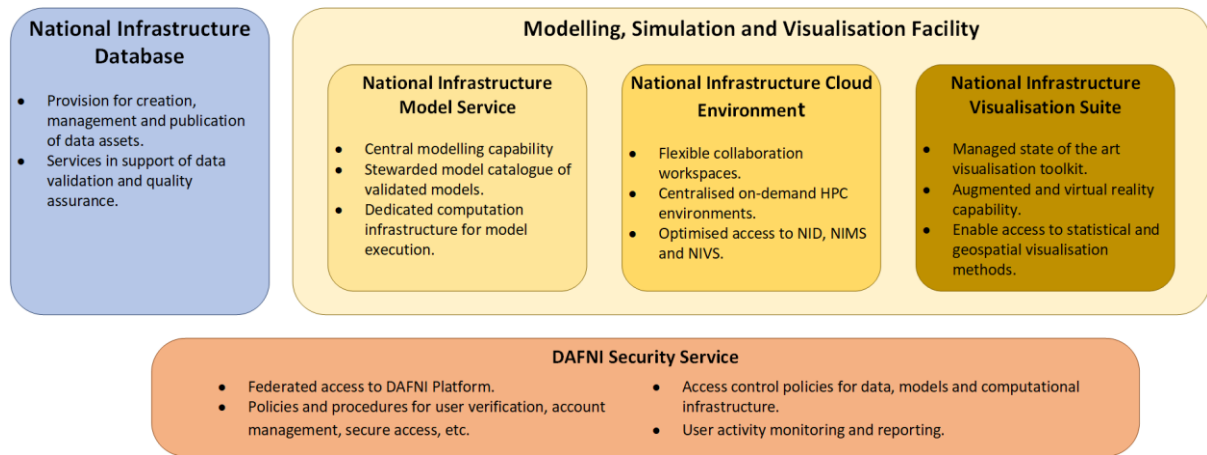 National Infrastructure
Database
● Provision for creation,
management and publication
of data assets.
● Services in support of data
validation and quality
assurance.
Modelling, Simulation and Visualisation Facility
National Infrastructure
Model Service
● Central modelling capability
● Stewarded model catalogue of
validated models.
● Dedicated computation
infrastructure for model
execution.
National Infrastructure Cloud
Environment
● Flexible collaboration
workspaces.
● Centralised on-demand HPC
environments.
● Optimised access to NID, NIMS
and NIVS.
National Infrastructure
Visualisation Suite
● Managed state of the art
visualisation toolkit.
● Augmented and virtual reality
capability.
● Enable access to statistical and
geospatial visualisation
methods.
DAFNI Security Service
● Federated access to DAFNI Platform.
● Policies and procedures for user verification, account
management, secure access, etc.
● Access control policies for data, models and computational
infrastructure.
● User activity monitoring and reporting.